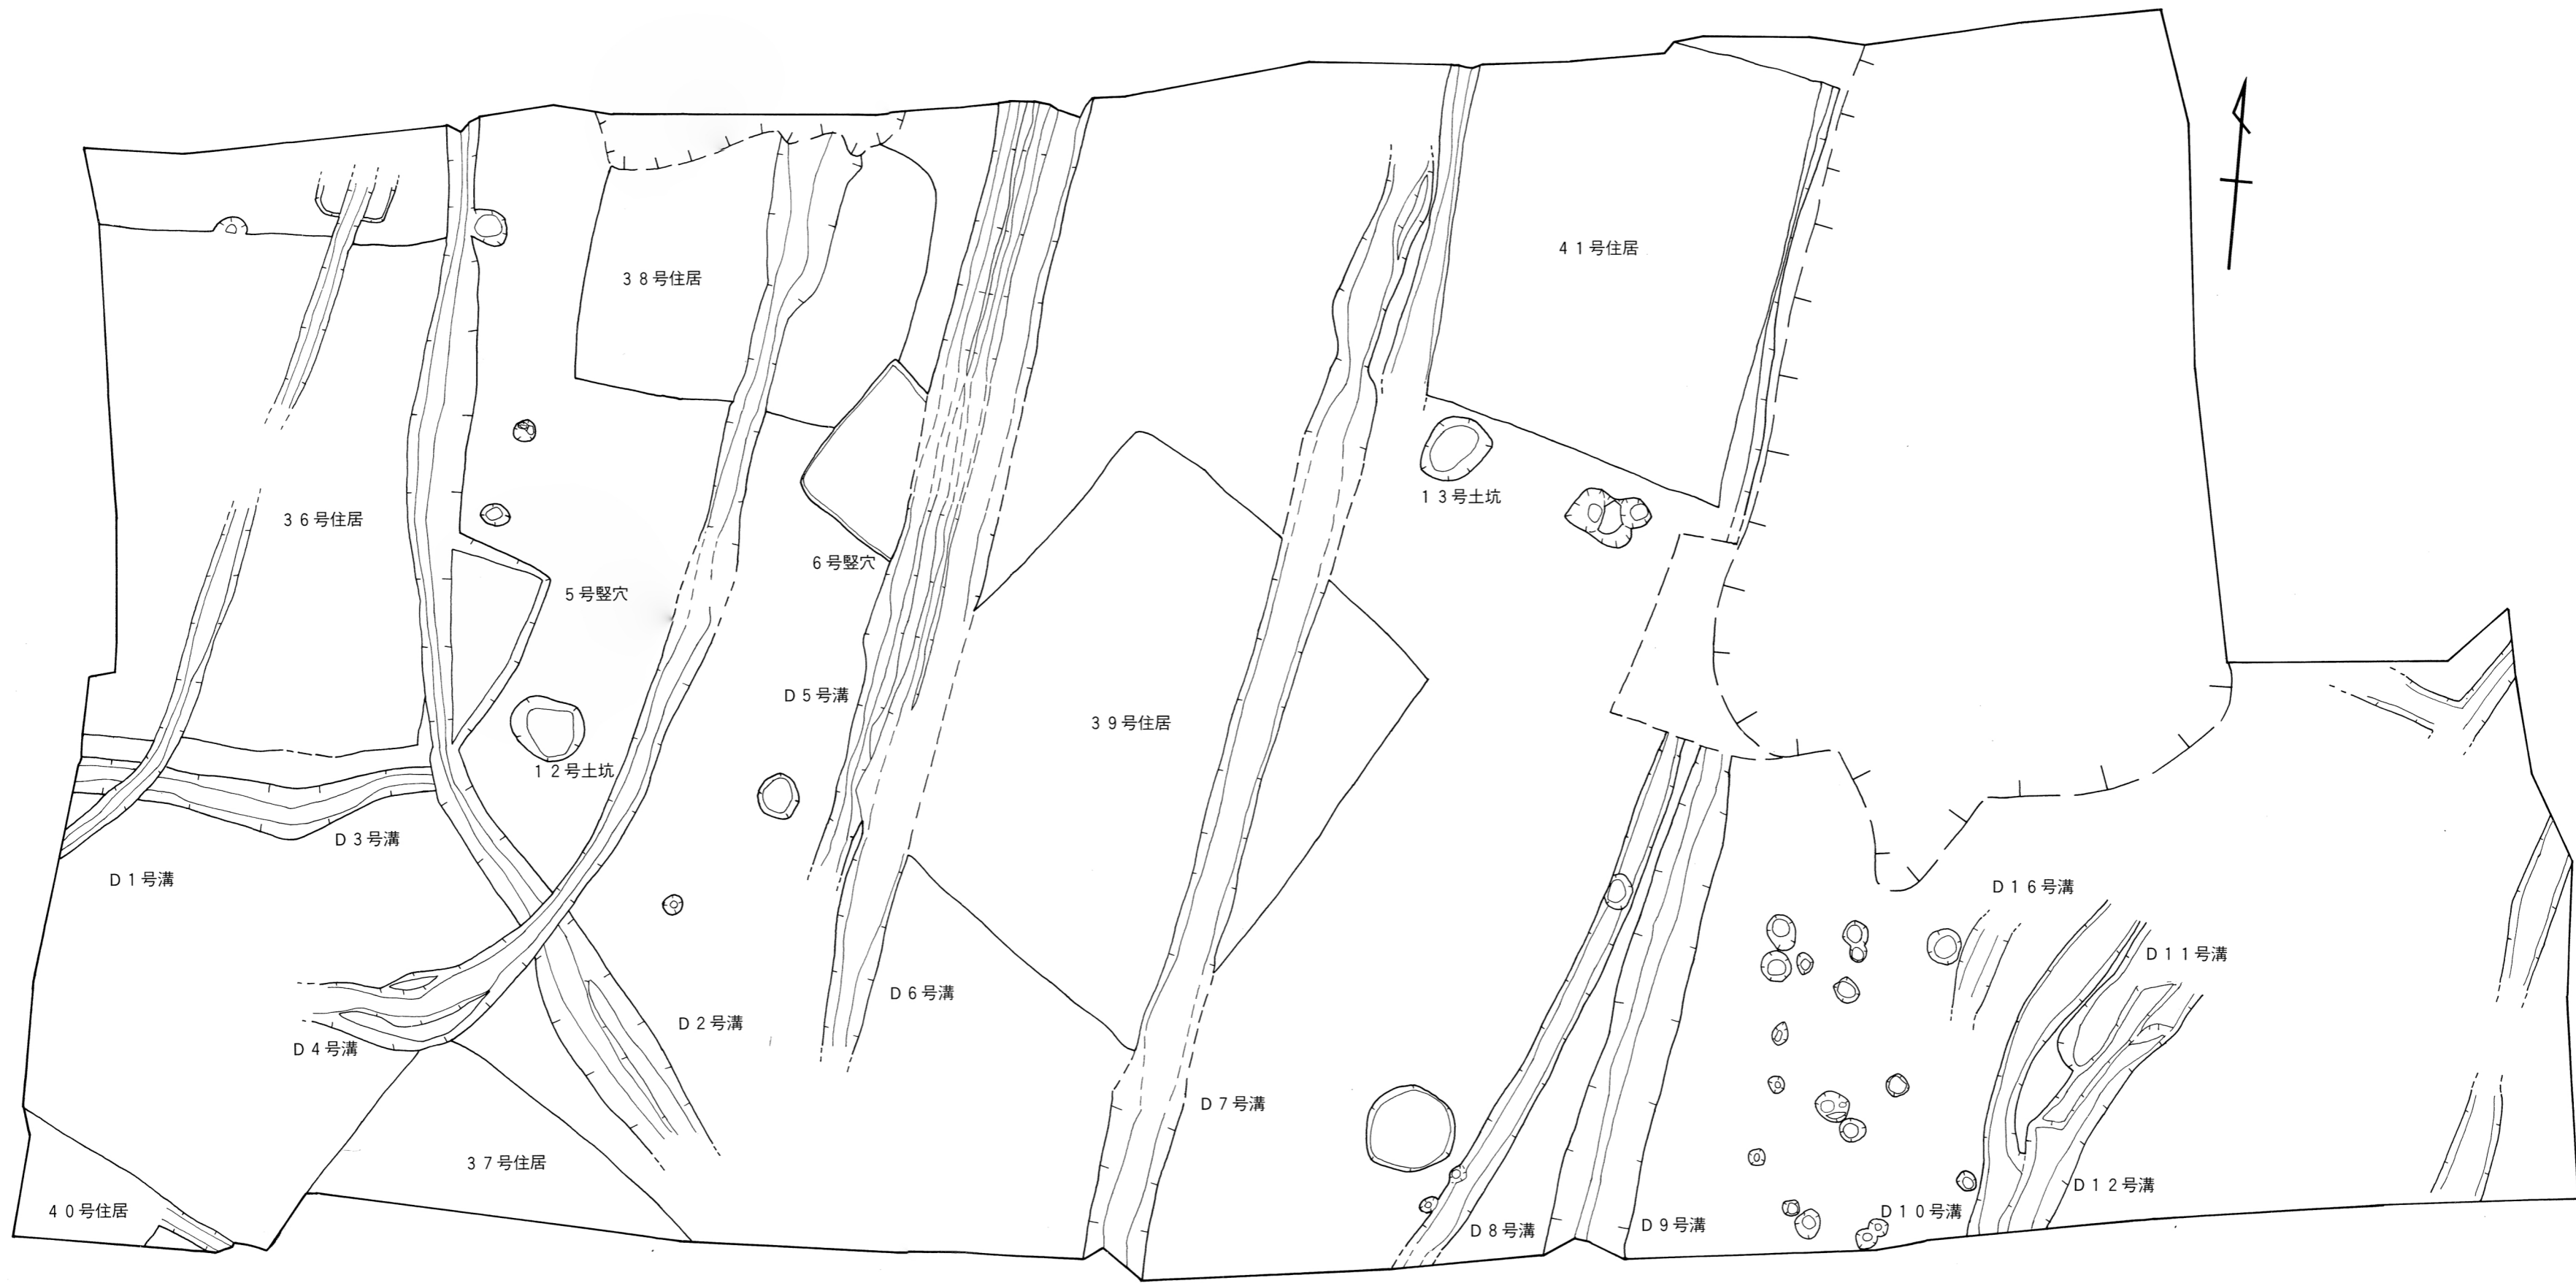 41号住居
38号住居
13号土坑
36号住居
6号竪穴
5号竪穴
D5号溝
39号住居
12号土坑
D3号溝
D1号溝
D16号溝
D11号溝
D6号溝
D2号溝
D4号溝
D7号溝
37号住居
D12号溝
40号住居
D10号溝
D9号溝
D8号溝